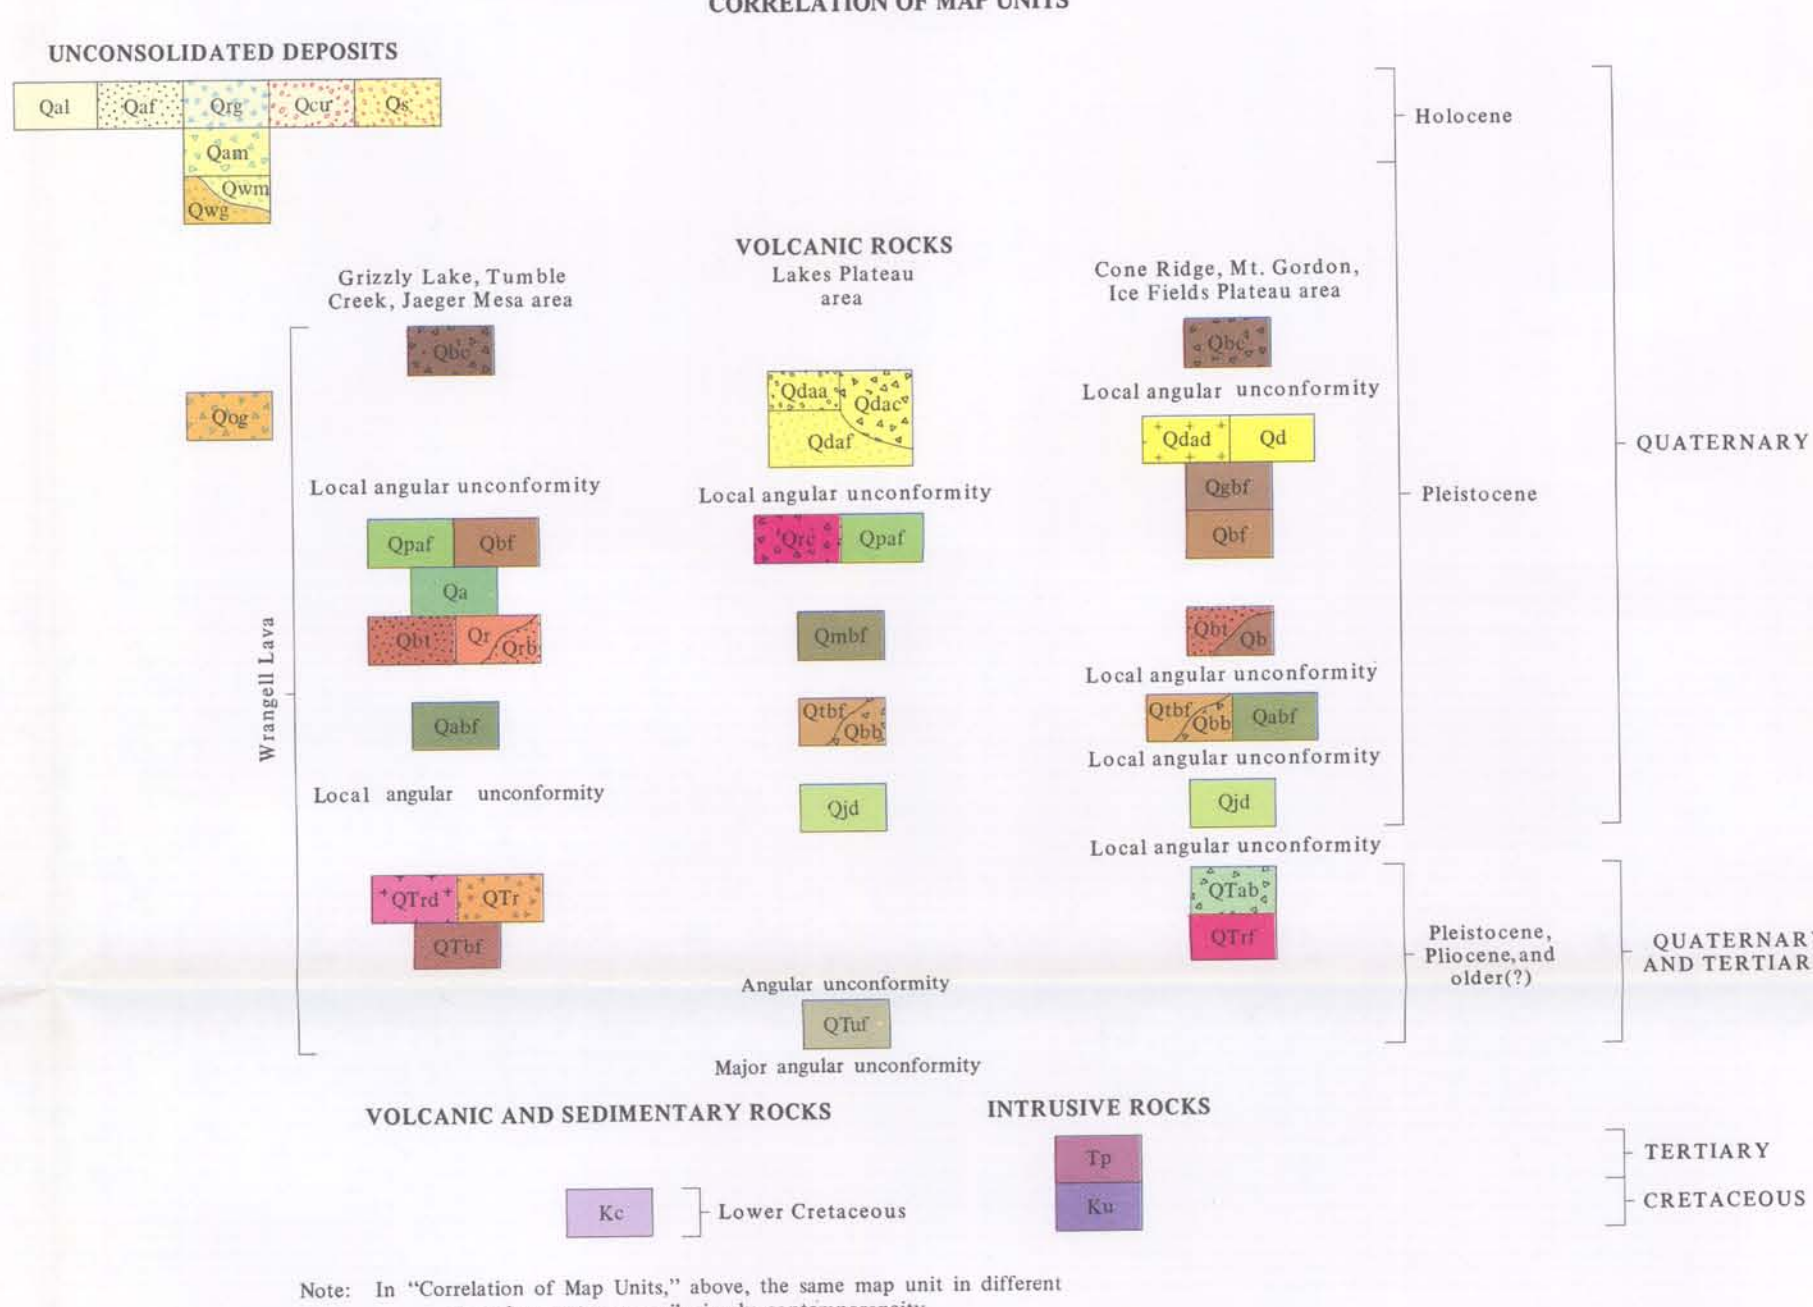 CORRELATION OF MAP UNITS
UNCONSOLIDATED DEPOSITS
Qal Qaf Qrg Qcu Qs
Qam
Qwm
Qwg
Holocene
VOLCANIC ROCKS
Grizzly Lake, Tumble
Creek, Jaeger Mesa area
Lakes Plateau
area
Cone Ridge, Mt. Gordon,
Ice Fields Plateau area
Qbc
Qbc
Qog
Qdaa
Qdac
Qdaf
Local angular unconformity
Qdad Qd
QUATERNARY
Local angular unconformity
Local angular unconformity
Qgbf
Pleistocene
Qpaf Qbf
Qrc Qpaf
Qbf
Qa
Qbt Qr Qrb
Qmbf
Qbt Qb
Local angular unconformity
Wrangell Lava
Qabf
Qtbf Qbb
Qtbf Qbb Qabf
Local angular unconformity
Local angular unconformity
Qjd
Qjd
Local angular unconformity
QTrd QTr
QTab
QTbf
QTrf
Pleistocene,
Pliocene, and
older(?)
QUATERNAR
AND TERTIAR
Angular unconformity
QTuf
Major angular unconformity
VOLCANIC AND SEDIMENTARY ROCKS
INTRUSIVE ROCKS
Tp
TERTIARY
Kc Lower Cretaceous
Ku
CRETACEOUS
Note: In “Correlation of Map Units,” above, the same map unit in different
contemporaneity